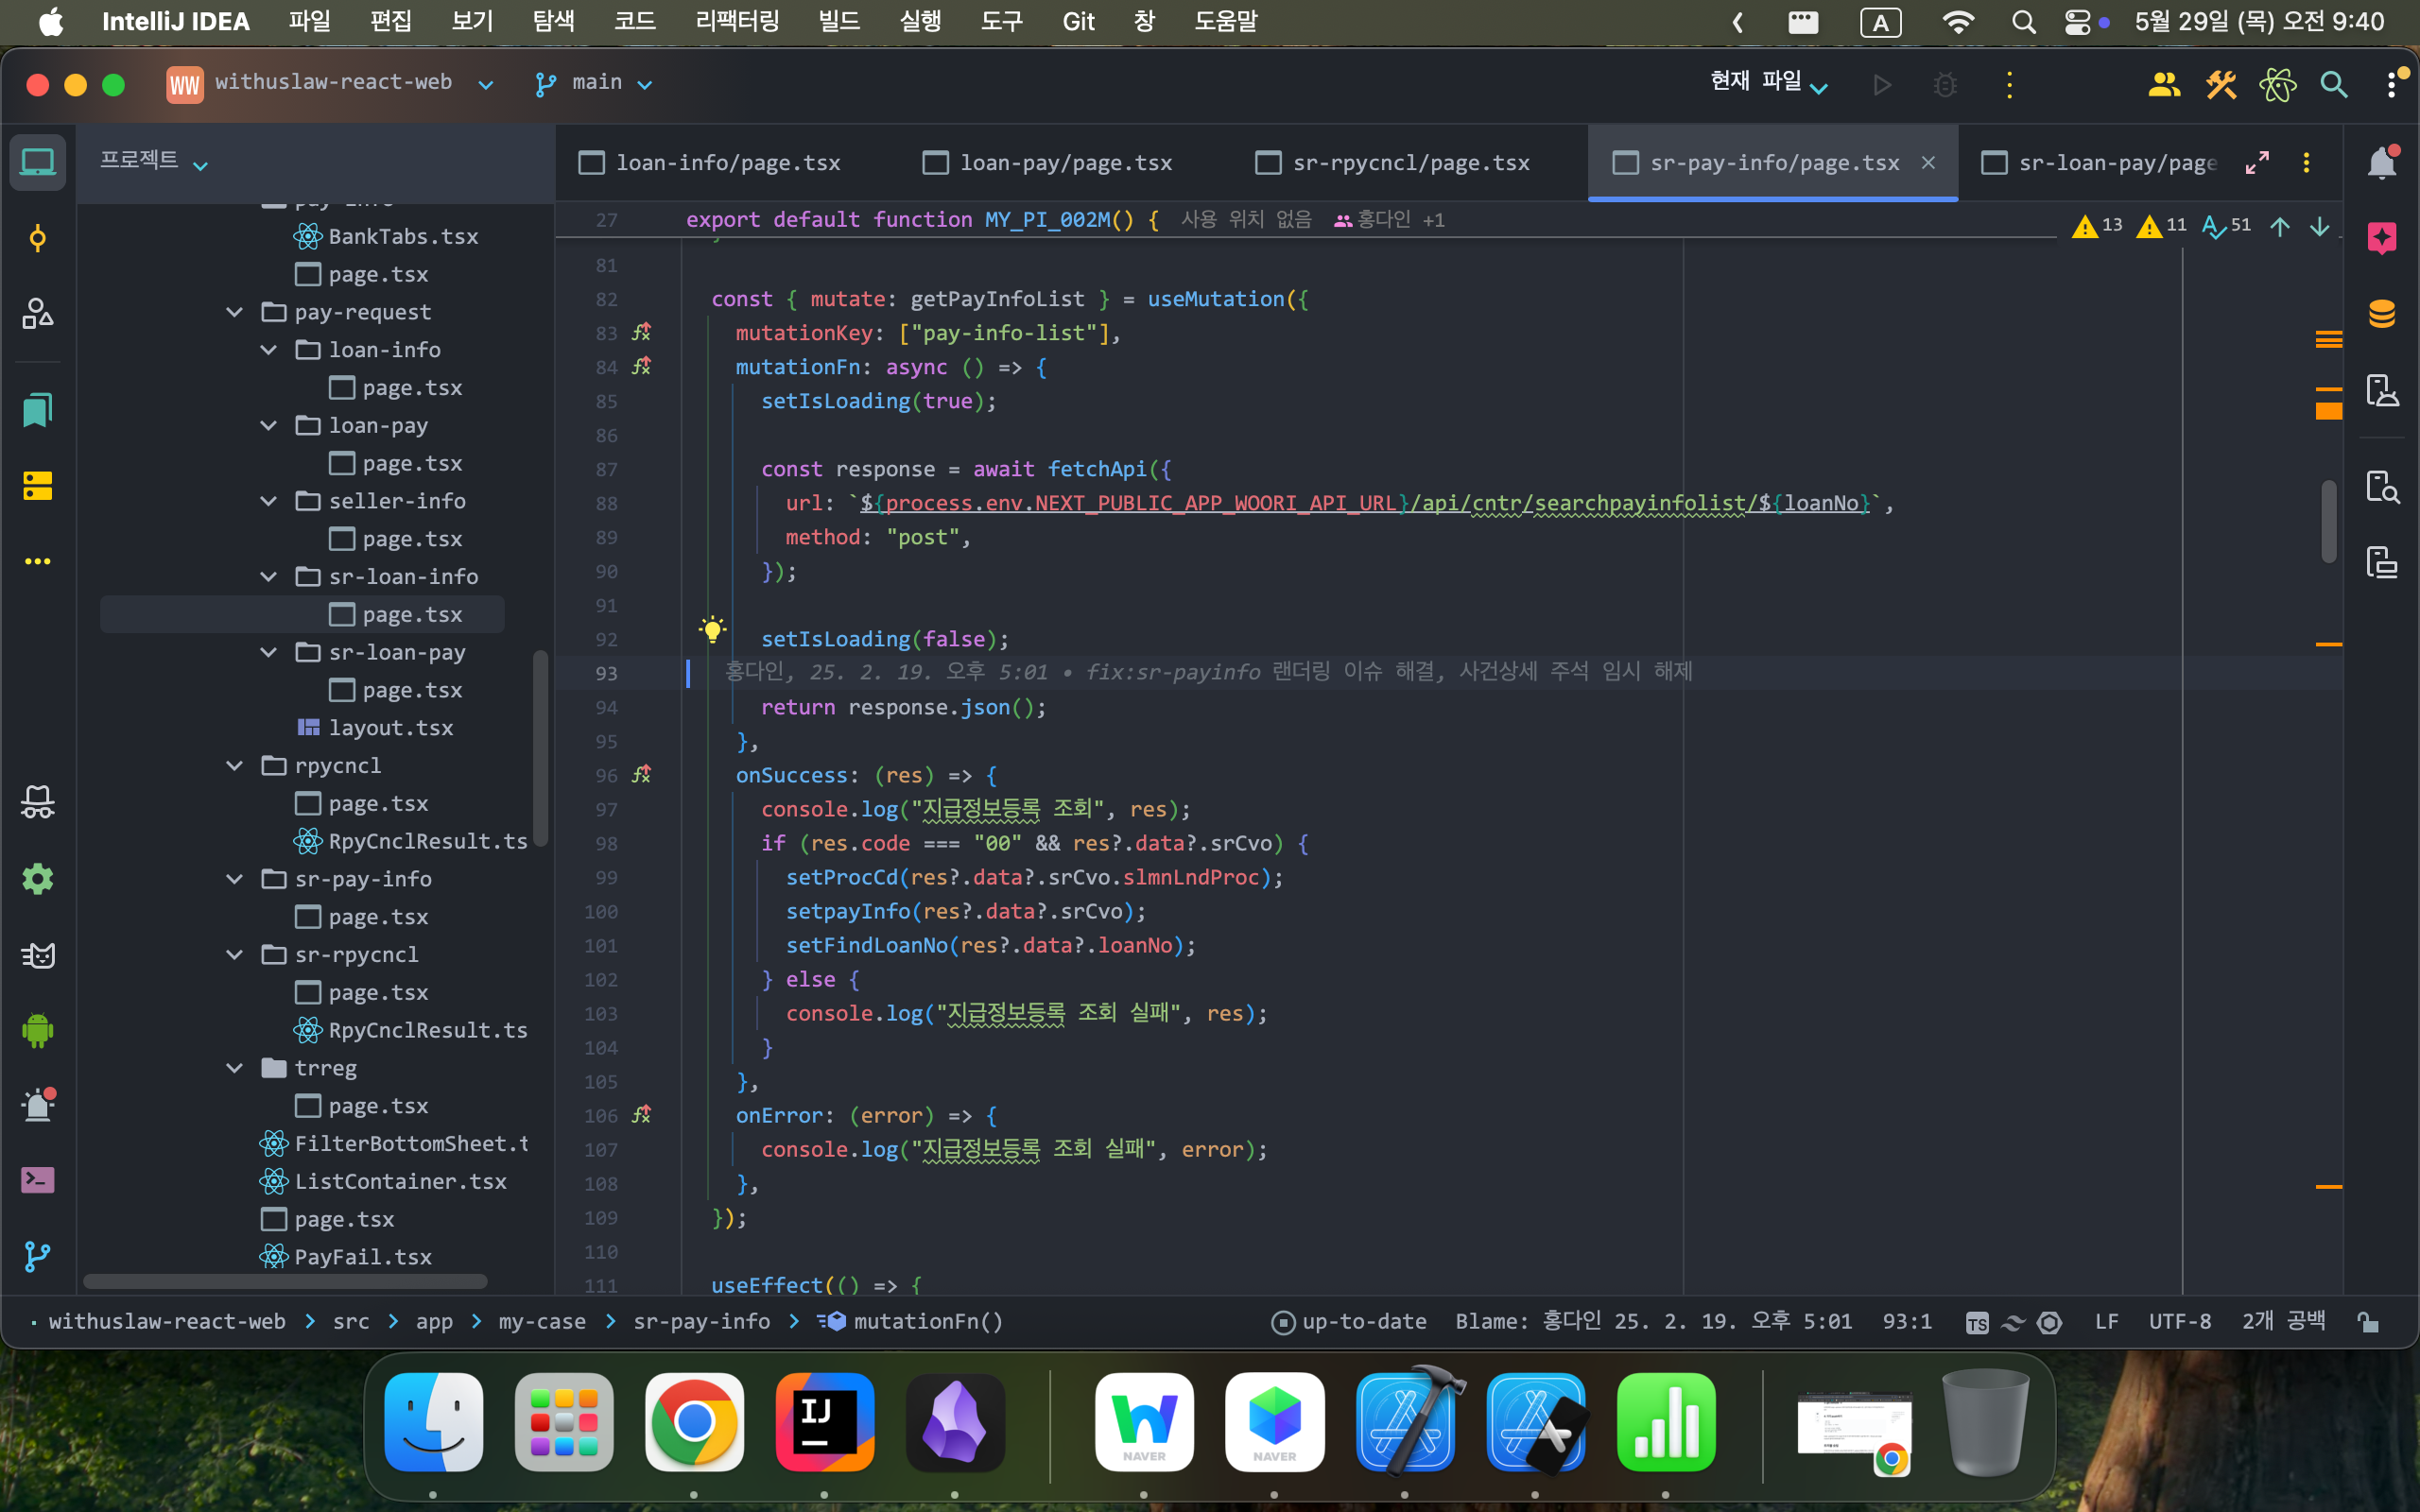 IntelliJ IDEA 파일 편집 보기 탐색 코드 리팩터링 빌드 실행 도구 Git 창 도움말 A 5월 29일 (목) 오전 9:40
WW withuslaw-react-web main 현재 파일
프로젝트
loan-info/page.tsx loan-pay/page.tsx sr-rpycncl/page.tsx sr-pay-info/page.tsx sr-loan-pay/page
BankTabs.tsx
page.tsx
pay-request
loan-info
page.tsx
loan-pay
page.tsx
seller-info
page.tsx
sr-loan-info
page.tsx
sr-loan-pay
page.tsx
layout.tsx
rpycncl
page.tsx
RpyCnclResult.ts
sr-pay-info
page.tsx
sr-rpycncl
page.tsx
RpyCnclResult.ts
trreg
page.tsx
FilterBottomSheet.t
ListContainer.tsx
page.tsx
PayFail.tsx
27 export default function MY_PI_002M() { 사용 위치 없음 홍다인 +1
13 11 51
81
82 const { mutate: getPayInfoList } = useMutation({
83 mutationKey: ["pay-info-list"],
84 mutationFn: async () => {
85 setIsLoading(true);
86
87 const response = await fetchApi({
88 url: `${process.env.NEXT_PUBLIC_APP_WOORI_API_URL}/api/cntr/searchpayinfolist/${loanNo}`,
89 method: "post",
90 });
91
92 setIsLoading(false);
93 홍다인, 25. 2. 19. 오후 5:01 • fix:sr-payinfo 랜더링 이슈 해결, 사건상세 주석 임시 해제
94 return response.json();
95 },
96 onSuccess: (res) => {
97 console.log("지급정보등록 조회", res);
98 if (res.code === "00" && res?.data?.srCvo) {
99 setProcCd(res?.data?.srCvo.slmnLndProc);
100 setpayInfo(res?.data?.srCvo);
101 setFindLoanNo(res?.data?.loanNo);
102 } else {
103 console.log("지급정보등록 조회 실패", res);
104 }
105 },
106 onError: (error) => {
107 console.log("지급정보등록 조회 실패", error);
108 },
109 });
110
111 useEffect(() => {
withuslaw-react-web > src > app > my-case > sr-pay-info > mutationFn() up-to-date Blame: 홍다인 25. 2. 19. 오후 5:01 93:1 TS LF UTF-8 2개 공백
IJ
NAVER
NAVER